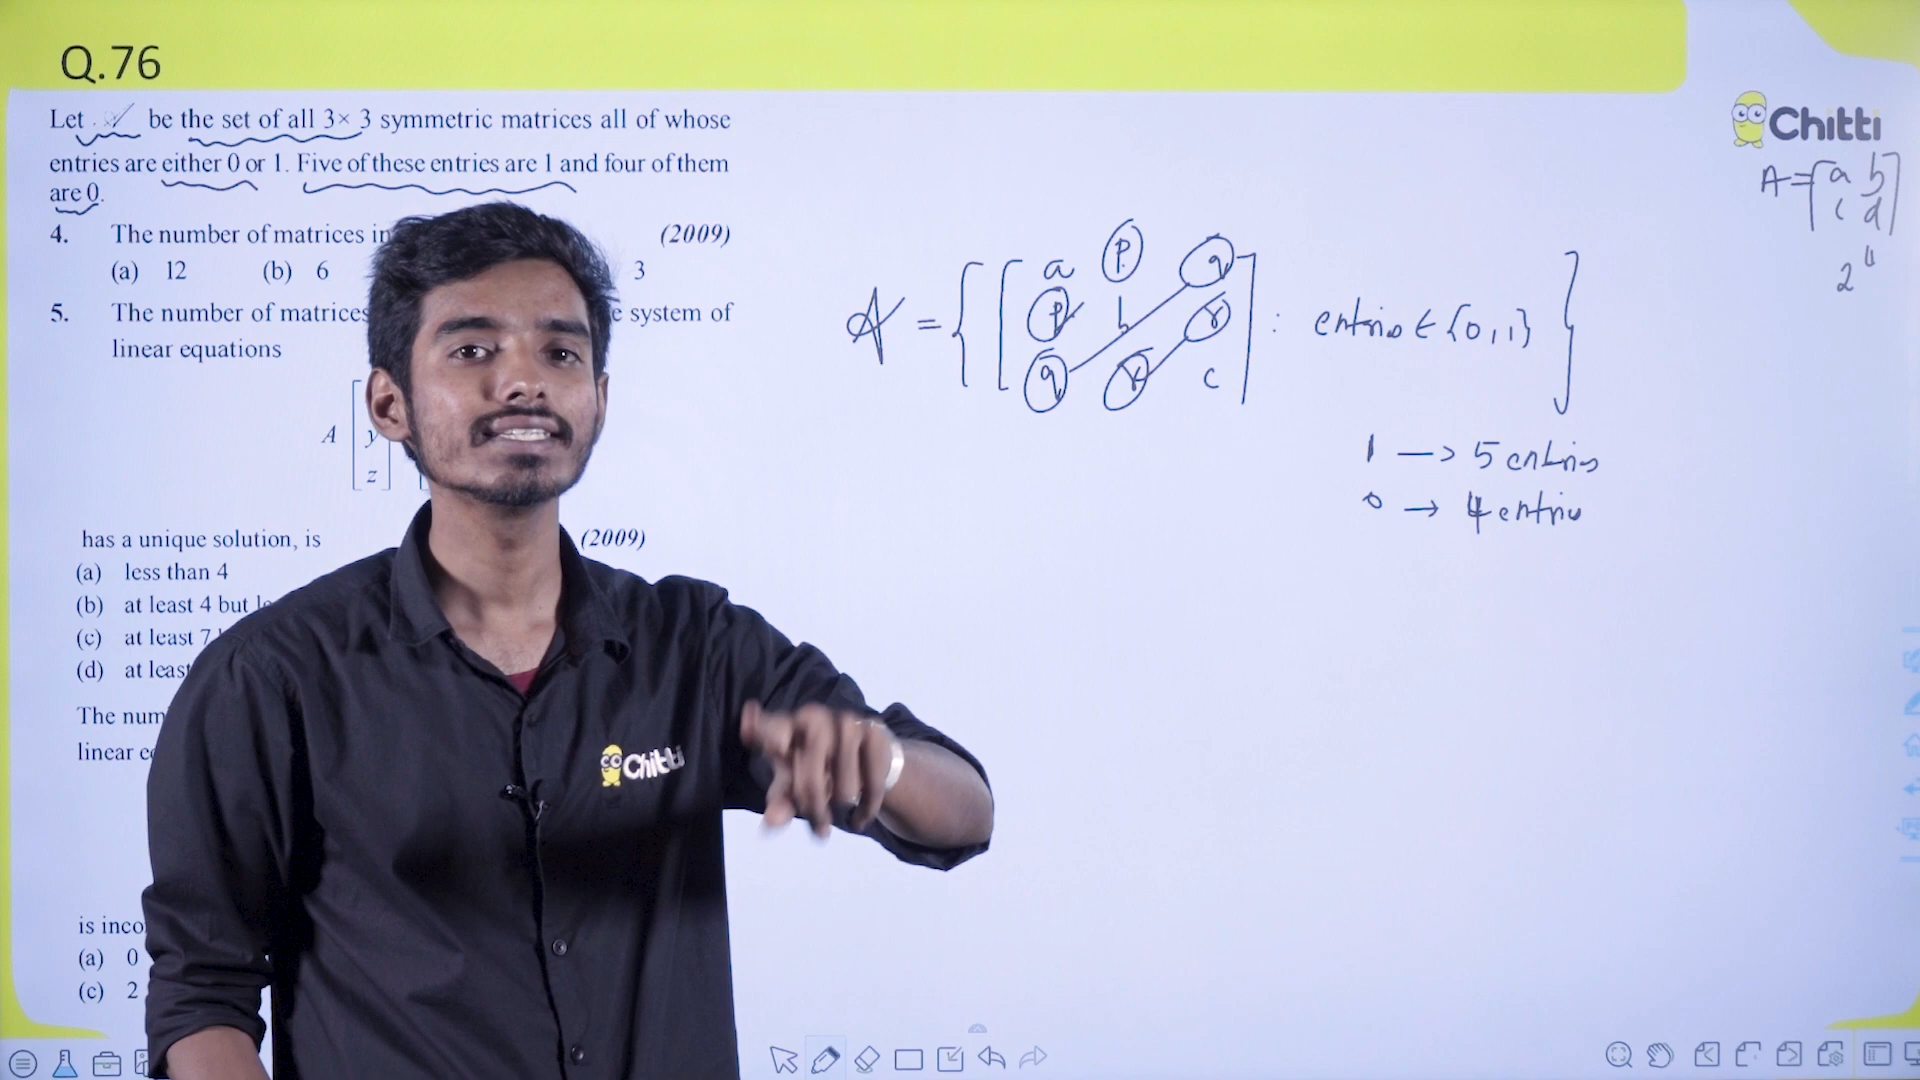 Q.76
Let 𝒜 be the set of all 3× 3 symmetric matrices all of whose
entries are either 0 or 1. Five of these entries are 1 and four of them
are 0.
4. The number of matrices in (2009)
(a) 12 (b) 6 3
5. The number of matrices e system of
linear equations
A y
z
has a unique solution, is (2009)
(a) less than 4
(b) at least 4 but
(c) at least 7
(d) at least
The num
linear e
is inco
(a) 0
(c) 2
Chitti
A = [a b
c d]
2⁴
𝒜 = { [ a p q
p b r
q r c ] : entries ∈ {0,1} }
1 → 5 entries
0 → 4 entries
Chitti